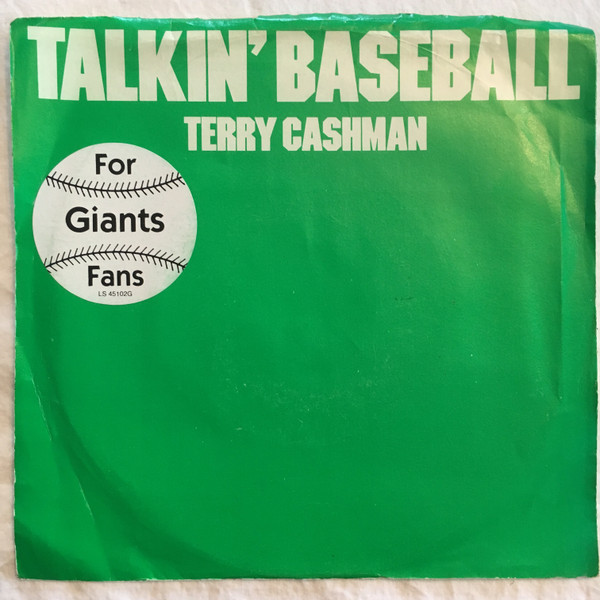 TALKIN' BASEBALL
TERRY CASHMAN
For
Giants
Fans
LS 45102G